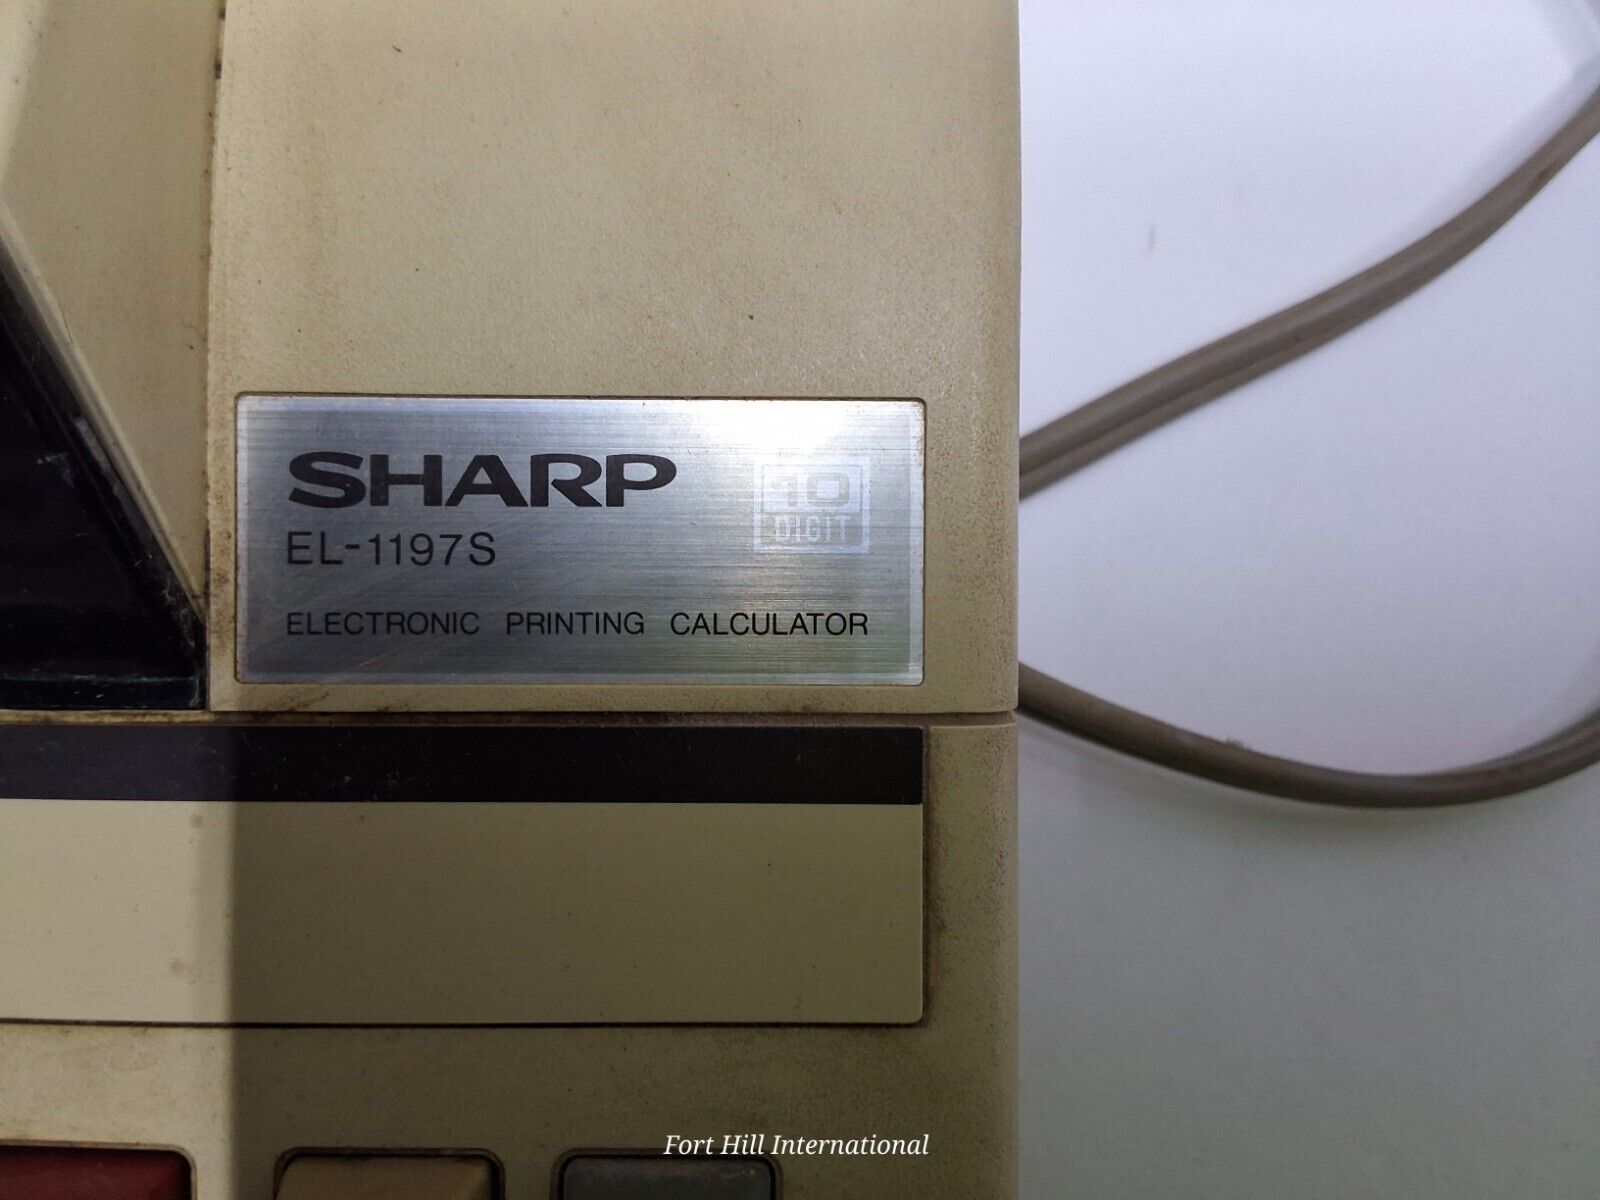 SHARP
10
DIGIT
EL-1197S
ELECTRONIC PRINTING CALCULATOR
Fort Hill International